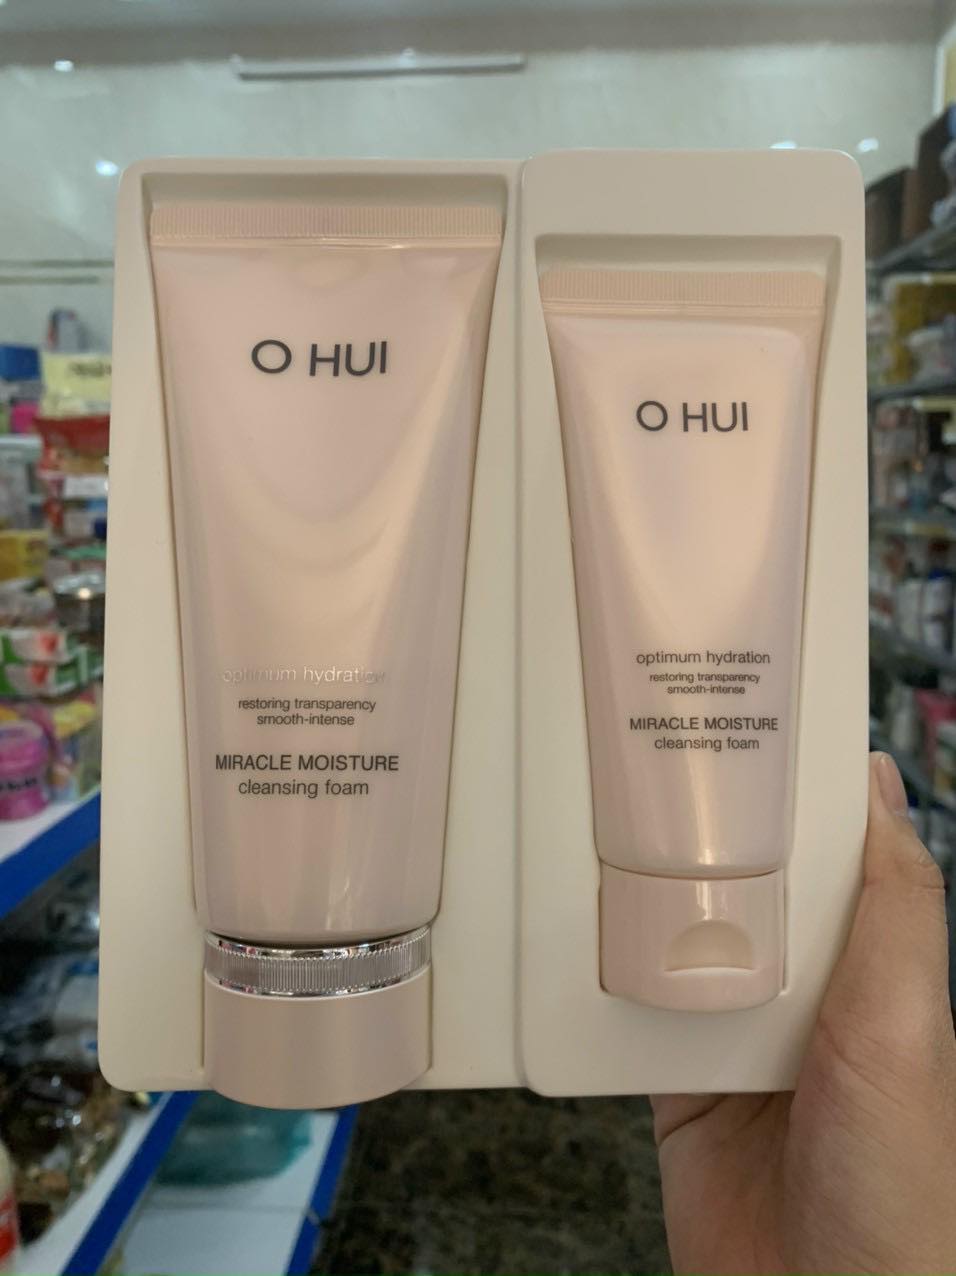 O HUI
optimum hydration
restoring transparency
smooth-intense
MIRACLE MOISTURE
cleansing foam
O HUI
optimum hydration
restoring transparency
smooth-intense
MIRACLE MOISTURE
cleansing foam